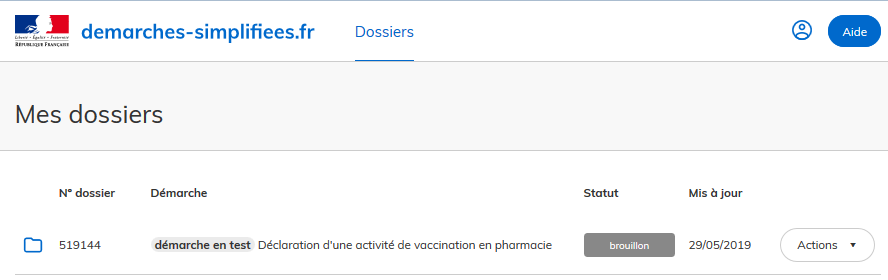 demarches-simplifiees.fr Dossiers Aide
Liberté • Égalité • Fraternité
RÉPUBLIQUE FRANÇAISE
Mes dossiers
N° dossier Démarche Statut Mis à jour
519144 démarche en test Déclaration d'une activité de vaccination en pharmacie brouillon 29/05/2019 Actions